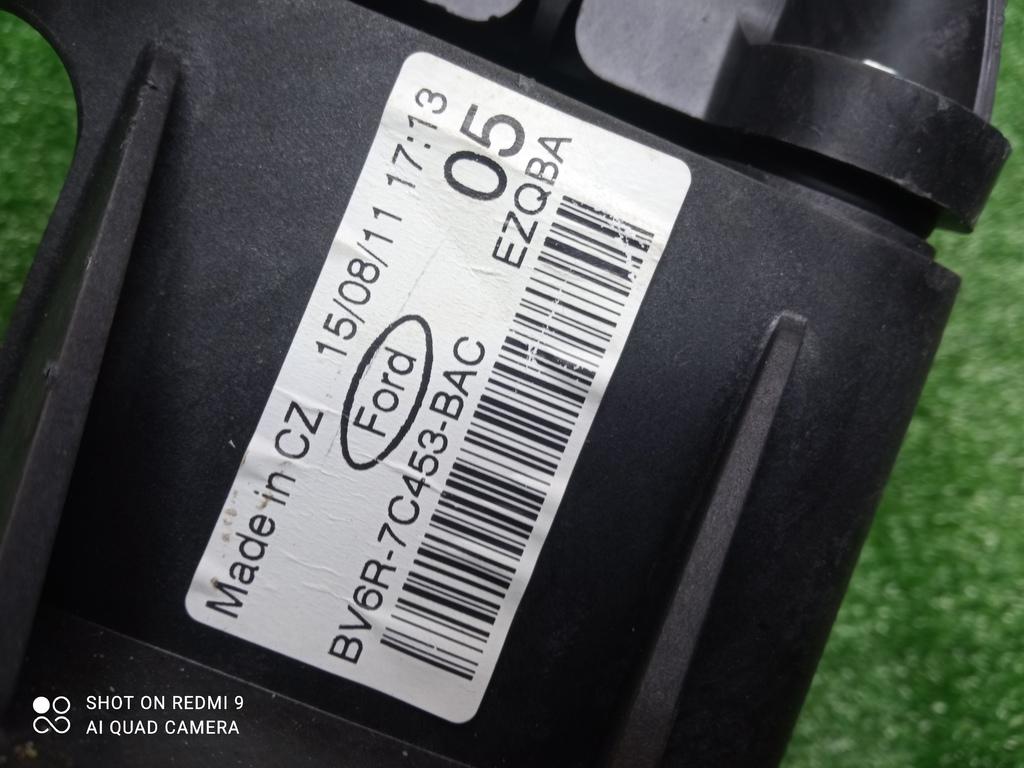 Made in CZ 15/08/11 17:13
Ford 05
BV6R-7C453-BAC EZQBA
SHOT ON REDMI 9
AI QUAD CAMERA